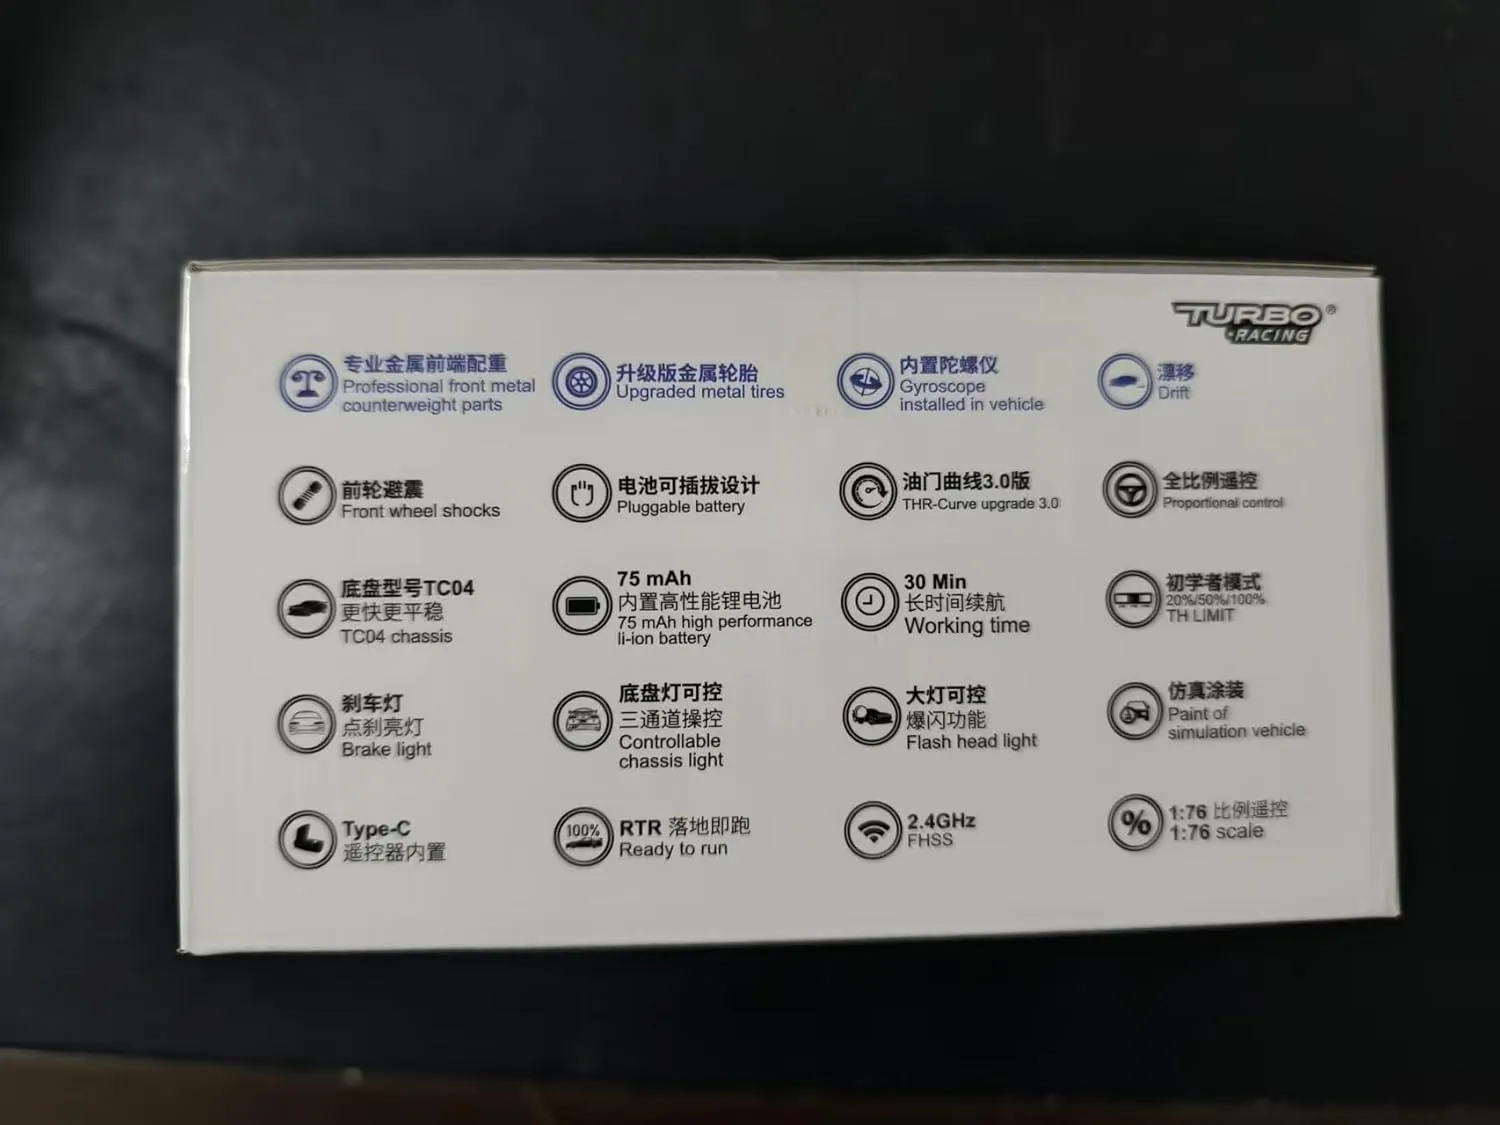 TURBO®
RACING
专业金属前端配重
Professional front metal
counterweight parts
升级版金属轮胎
Upgraded metal tires
内置陀螺仪
Gyroscope
installed in vehicle
漂移
Drift
前轮避震
Front wheel shocks
电池可插拔设计
Pluggable battery
油门曲线3.0版
THR-Curve upgrade 3.0
全比例遥控
Proportional control
底盘型号TC04
更快更平稳
TC04 chassis
75 mAh
内置高性能锂电池
75 mAh high performance
li-ion battery
30 Min
长时间续航
Working time
初学者模式
20%/50%/100%
TH LIMIT
刹车灯
点刹亮灯
Brake light
底盘灯可控
三通道操控
Controllable
chassis light
大灯可控
爆闪功能
Flash head light
仿真涂装
Paint of
simulation vehicle
Type-C
遥控器内置
100%
RTR 落地即跑
Ready to run
2.4GHz
FHSS
%
1:76 比例遥控
1:76 scale